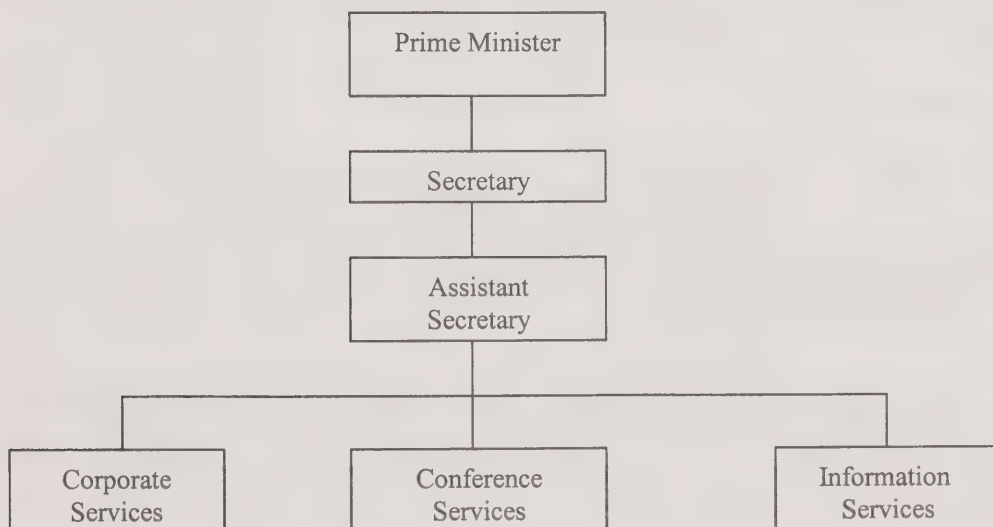 Prime Minister
Secretary
Assistant
Secretary
Corporate
Services
Conference
Services
Information
Services